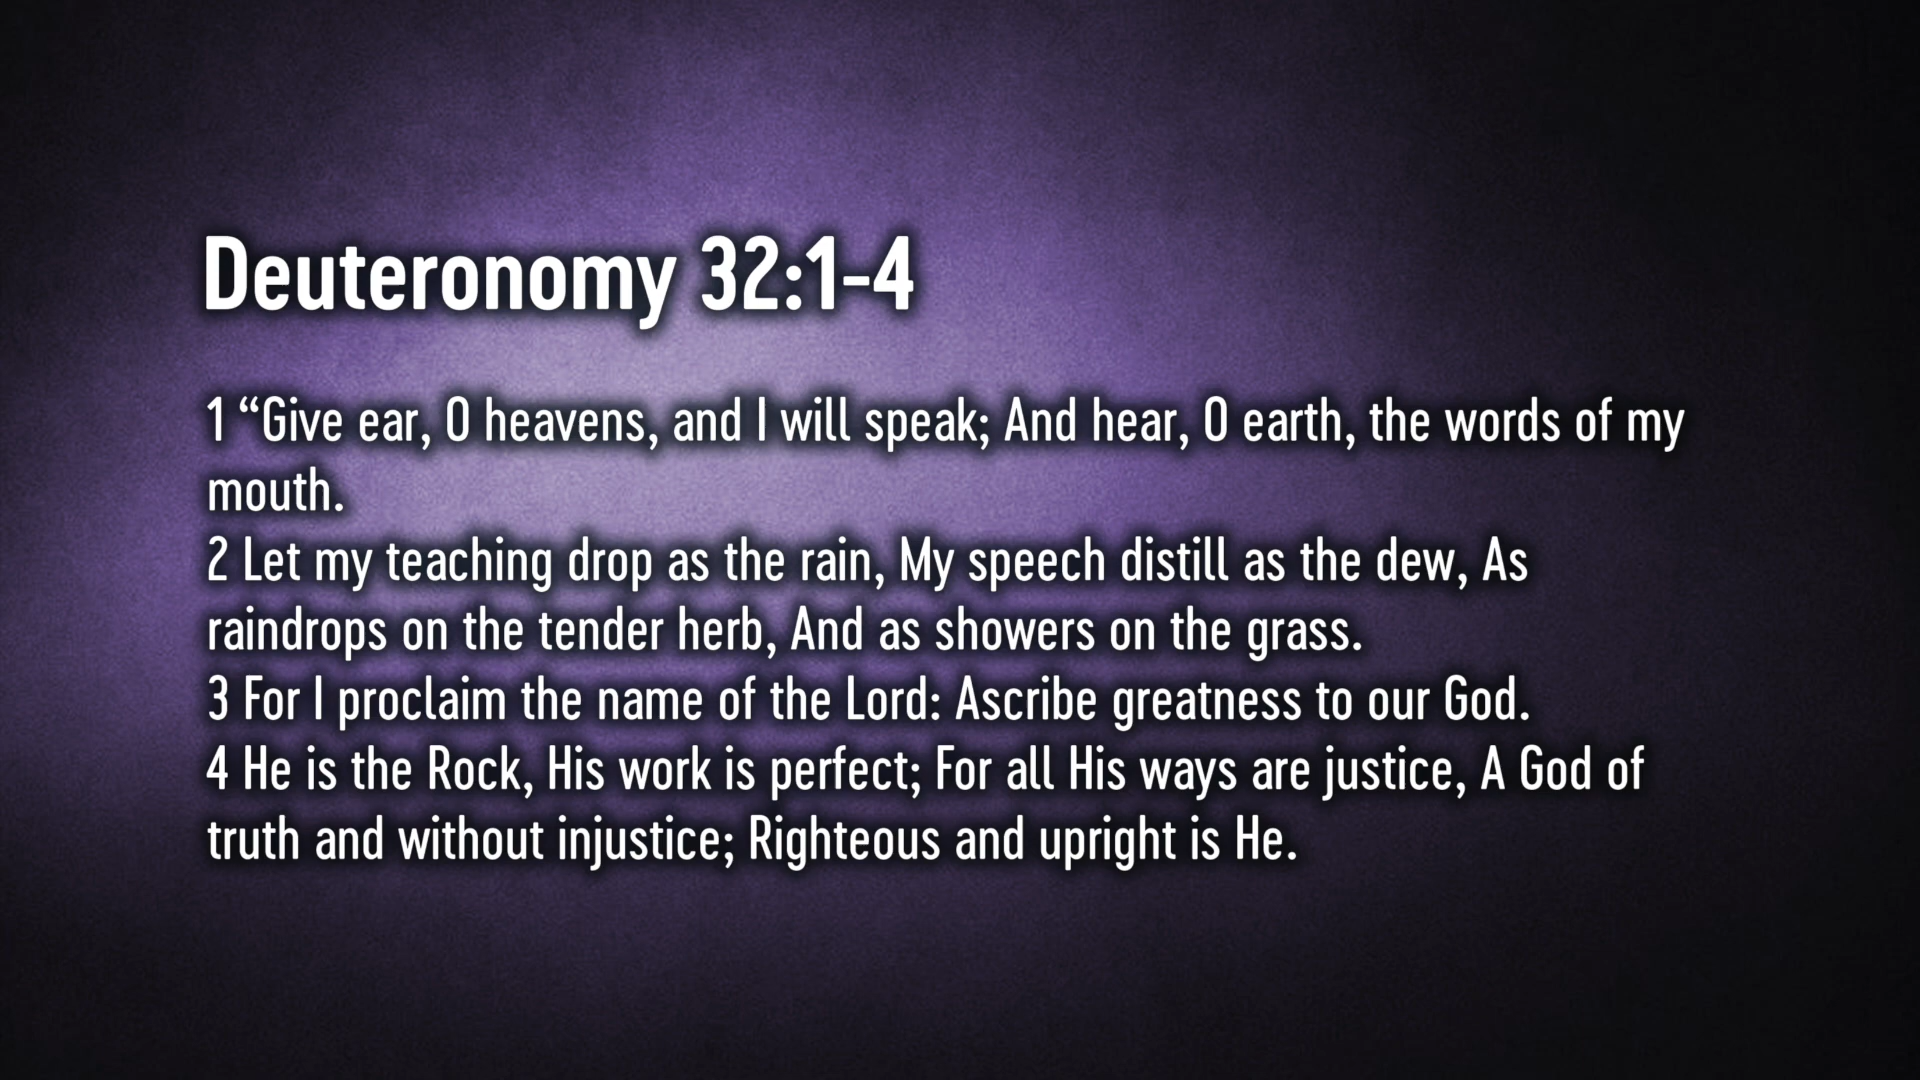 Deuteronomy 32:1-4
1 “Give ear, O heavens, and I will speak; And hear, O earth, the words of my
mouth.
2 Let my teaching drop as the rain, My speech distill as the dew, As
raindrops on the tender herb, And as showers on the grass.
3 For I proclaim the name of the Lord: Ascribe greatness to our God.
4 He is the Rock, His work is perfect; For all His ways are justice, A God of
truth and without injustice; Righteous and upright is He.